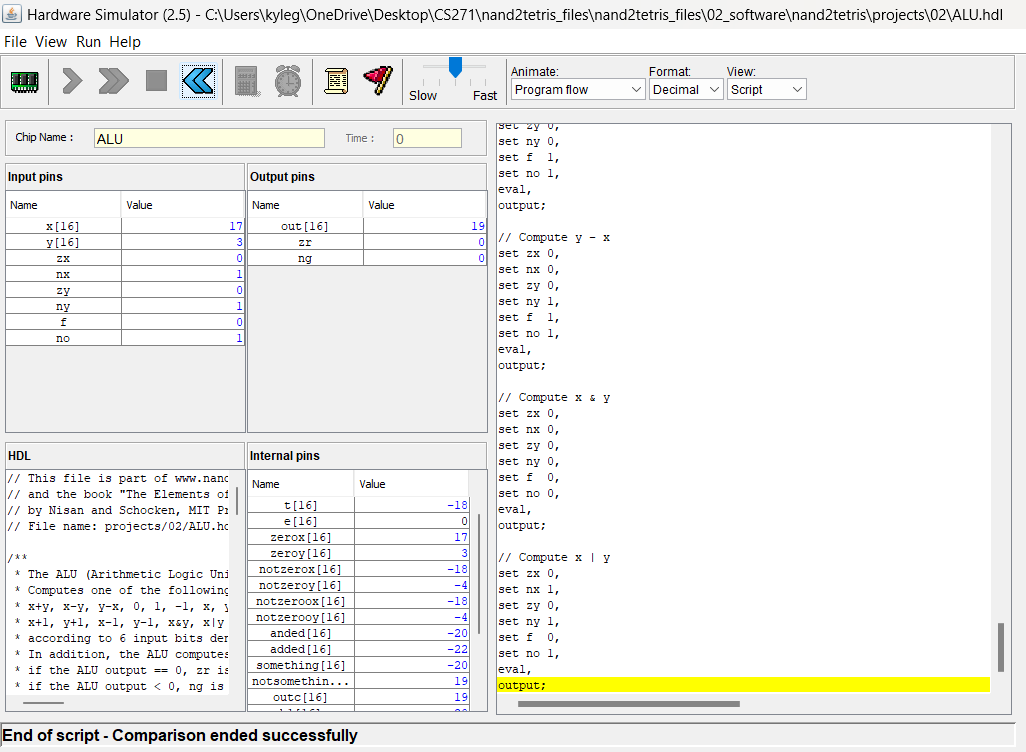 Hardware Simulator (2.5) - C:\Users\kyleg\OneDrive\Desktop\CS271\nand2tetris_files\nand2tetris_files\02_software\nand2tetris\projects\02\ALU.hdl
File View Run Help
Slow Fast
Animate: Format: View:
Program flow Decimal Script
Chip Name : ALU Time : 0
Input pins
Name Value
x[16] 17
y[16] 3
zx 0
nx 1
zy 0
ny 1
f 0
no 1
Output pins
Name Value
out[16] 19
zr 0
ng 0
HDL
// This file is part of www.nand
// and the book "The Elements of
// by Nisan and Schocken, MIT Pr
// File name: projects/02/ALU.hd
/**
* The ALU (Arithmetic Logic Uni
* Computes one of the following
* x+y, x-y, y-x, 0, 1, -1, x, y
* x+1, y+1, x-1, y-1, x&y, x|y
* according to 6 input bits den
* In addition, the ALU computes
* if the ALU output == 0, zr is
* if the ALU output < 0, ng is
Internal pins
Name Value
t[16] -18
e[16] 0
zerox[16] 17
zeroy[16] 3
notzerox[16] -18
notzeroy[16] -4
notzeroox[16] -18
notzerooy[16] -4
anded[16] -20
added[16] -22
something[16] -20
notsomethin... 19
outc[16] 19
set zy 0,
set ny 0,
set f 1,
set no 1,
eval,
output;
// Compute y - x
set zx 0,
set nx 0,
set zy 0,
set ny 1,
set f 1,
set no 1,
eval,
output;
// Compute x & y
set zx 0,
set nx 0,
set zy 0,
set ny 0,
set f 0,
set no 0,
eval,
output;
// Compute x | y
set zx 0,
set nx 1,
set zy 0,
set ny 1,
set f 0,
set no 1,
eval,
output;
End of script - Comparison ended successfully